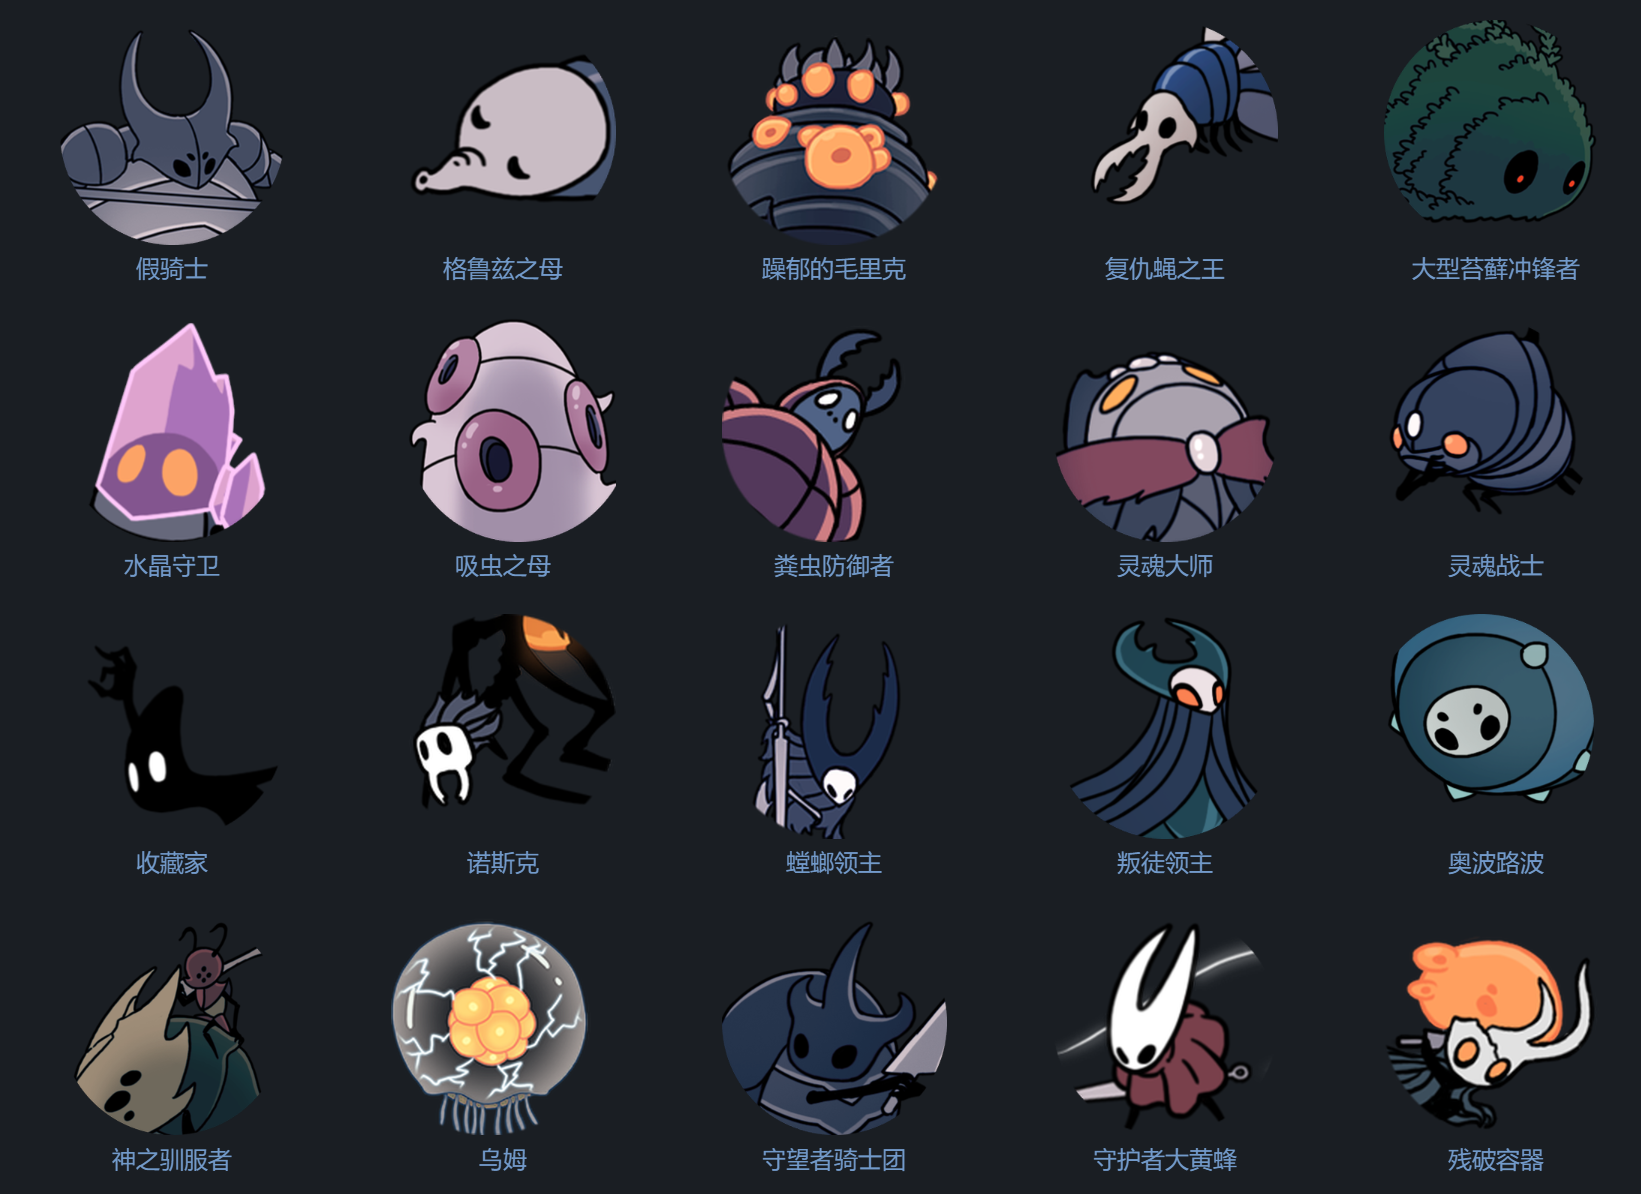 假骑士
格鲁兹之母
躁郁的毛里克
复仇蝇之王
大型苔藓冲锋者
水晶守卫
吸虫之母
粪虫防御者
灵魂大师
灵魂战士
收藏家
诺斯克
螳螂领主
叛徒领主
奥波路波
神之驯服者
乌姆
守望者骑士团
守护者大黄蜂
残破容器